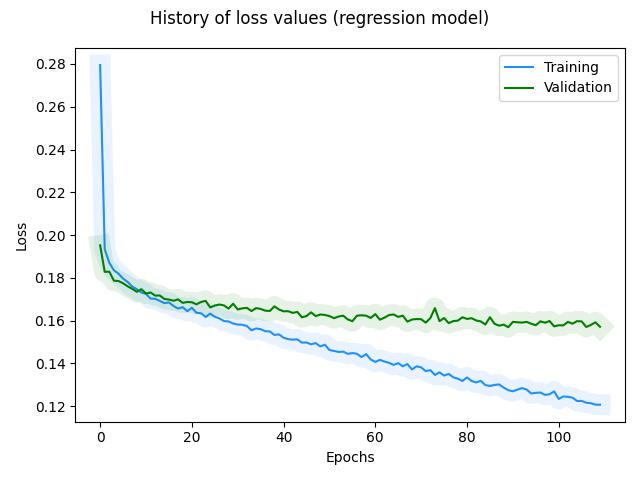 History of loss values (regression model)
Training
Validation
0.28
0.26
0.24
0.22
0.20
0.18
0.16
0.14
0.12
Loss
0 20 40 60 80 100
Epochs